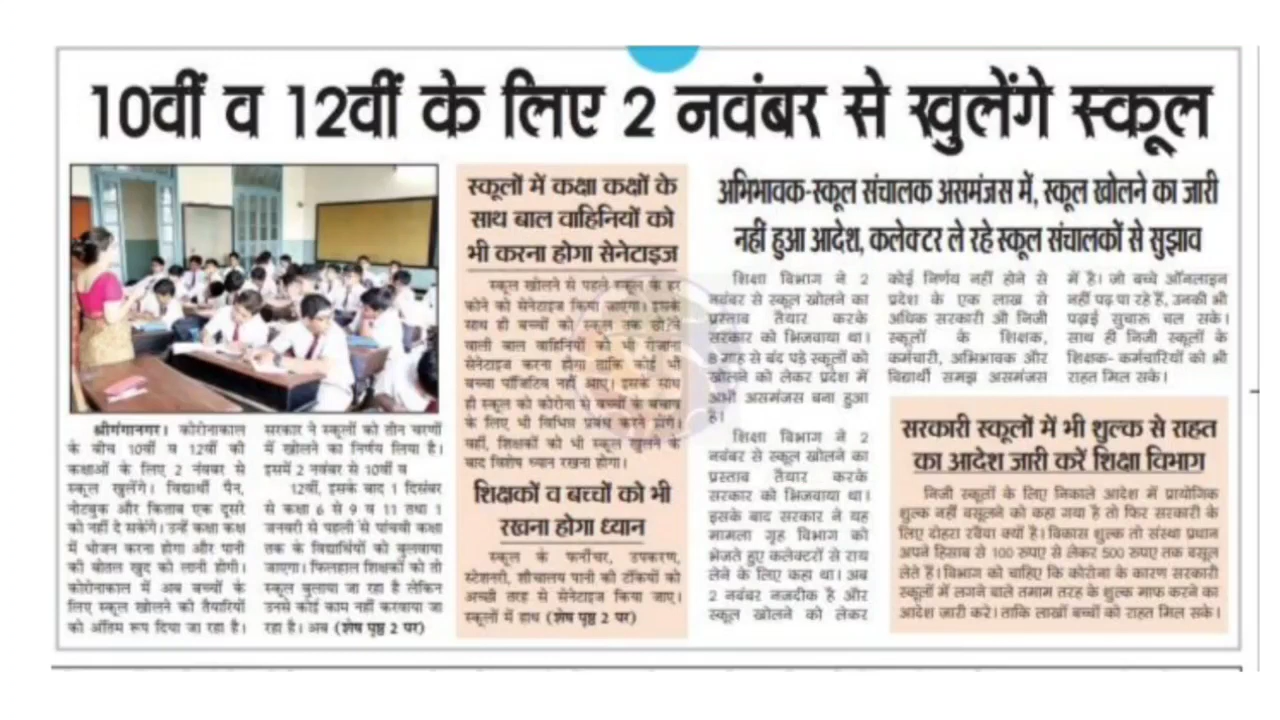 10वीं व 12वीं के लिए 2 नवंबर से खुलेंगे स्कूल
श्रीगंगानगर। कोरोनाकाल
के बीच 10वीं व 12वीं की
कक्षाओं के लिए 2 नंवबर से
स्कूल खुलेंगे। विद्यार्थी पैन,
नोटबुक और किताब एक दूसरे
को नहीं दे सकेंगे। उन्हें कक्षा कक्ष
में भोजन करना होगा और पानी
की बोतल खुद को लानी होगी।
कोरोनाकाल में अब बच्चों के
लिए स्कूल खोलने की तैयारियों
को अंतिम रूप दिया जा रहा है।
सरकार ने स्कूलों को तीन चरणों
में खोलने का निर्णय लिया है।
इसमें 2 नवंबर से 10वीं व
12वीं, इसके बाद 1 दिसंबर
से कक्षा 6 से 9 व 11 तथा 1
जनवरी से पहली से पांचवी कक्षा
तक के विद्यार्थियों को बुलवाया
जाएगा। फिलहाल शिक्षकों को तो
स्कूल बुलाया जा रहा है लेकिन
उनसे कोई काम नहीं करवाया जा
रहा है। अब (शेष पृष्ठ 2 पर)
स्कूलों में कक्षा कक्षों के
साथ बाल वाहिनियों को
भी करना होगा सेनेटाइज
स्कूल खोलने से पहले स्कूल के हर
कोने को सेनेटाइज किया जाएगा। इसके
साथ ही बच्चों को स्कूल तक
वाली बाल वाहिनियों को भी रोजाना
सेनेटाइज करना होगा ताकि कोई भी
बच्चा पॉजिटिव नहीं आए। इसके साथ
ही स्कूल को कोरोना से बच्चों के बचाव
के लिए भी विभिन्न प्रबंध करने होंगे।
वहीं, शिक्षकों को भी स्कूल खुलने के
बाद विशेष ध्यान रखना होगा।
शिक्षकों व बच्चों को भी
रखना होगा ध्यान
स्कूल के फर्नीचर, उपकरण,
स्टेशनरी, शौचालय पानी की टंकियों को
अच्छी तरह से सेनेटाइज किया जाए।
स्कूलों में हाथ (शेष पृष्ठ 2 पर)
अभिभावक-स्कूल संचालक असमंजस में, स्कूल खोलने का जारी
नहीं हुआ आदेश, कलेक्टर ले रहे स्कूल संचालकों से सुझाव
शिक्षा विभाग ने 2
नवंबर से स्कूल खोलने का
प्रस्ताव तैयार करके
सरकार को भिजवाया था।
8 माह से बंद पड़े स्कूलों को
खोलने को लेकर प्रदेश में
अभी असमंजस बना हुआ
है।
शिक्षा विभाग ने 2
नवंबर से स्कूल खोलने का
प्रस्ताव तैयार करके
सरकार को भिजवाया था।
इसके बाद सरकार ने यह
मामला गृह विभाग को
भेजते हुए कलेक्टरों से राय
लेने के लिए कहा था। अब
2 नवंबर नजदीक है और
स्कूल खोलने को लेकर
कोई निर्णय नहीं होने से
प्रदेश के एक लाख से
अधिक सरकारी औ निजी
स्कूलों के शिक्षक,
कर्मचारी, अभिभावक और
विद्यार्थी समझ असमंजस
में है। जो बच्चे ऑनलाइन
नहीं पढ़ पा रहे हैं, उनकी भी
पढ़ाई सुचारू चल सके।
साथ ही निजी स्कूलों के
शिक्षक- कर्मचारियों को भी
राहत मिल सके।
सरकारी स्कूलों में भी शुल्क से राहत
का आदेश जारी करें शिक्षा विभाग
निजी स्कूलों के लिए निकाले आदेश में प्रायोगिक
शुल्क नहीं वसूलने को कहा गया है तो फिर सरकारी के
लिए दोहरा रवैया क्यों है। विकास शुल्क तो संस्था प्रधान
अपने हिसाब से 100 रुपए से लेकर 500 रुपए तक वसूल
लेते हैं। विभाग को चाहिए कि कोरोना के कारण सरकारी
स्कूलों में लगने वाले तमाम तरह के शुल्क माफ करने का
आदेश जारी करे। ताकि लाखों बच्चों को राहत मिल सके।